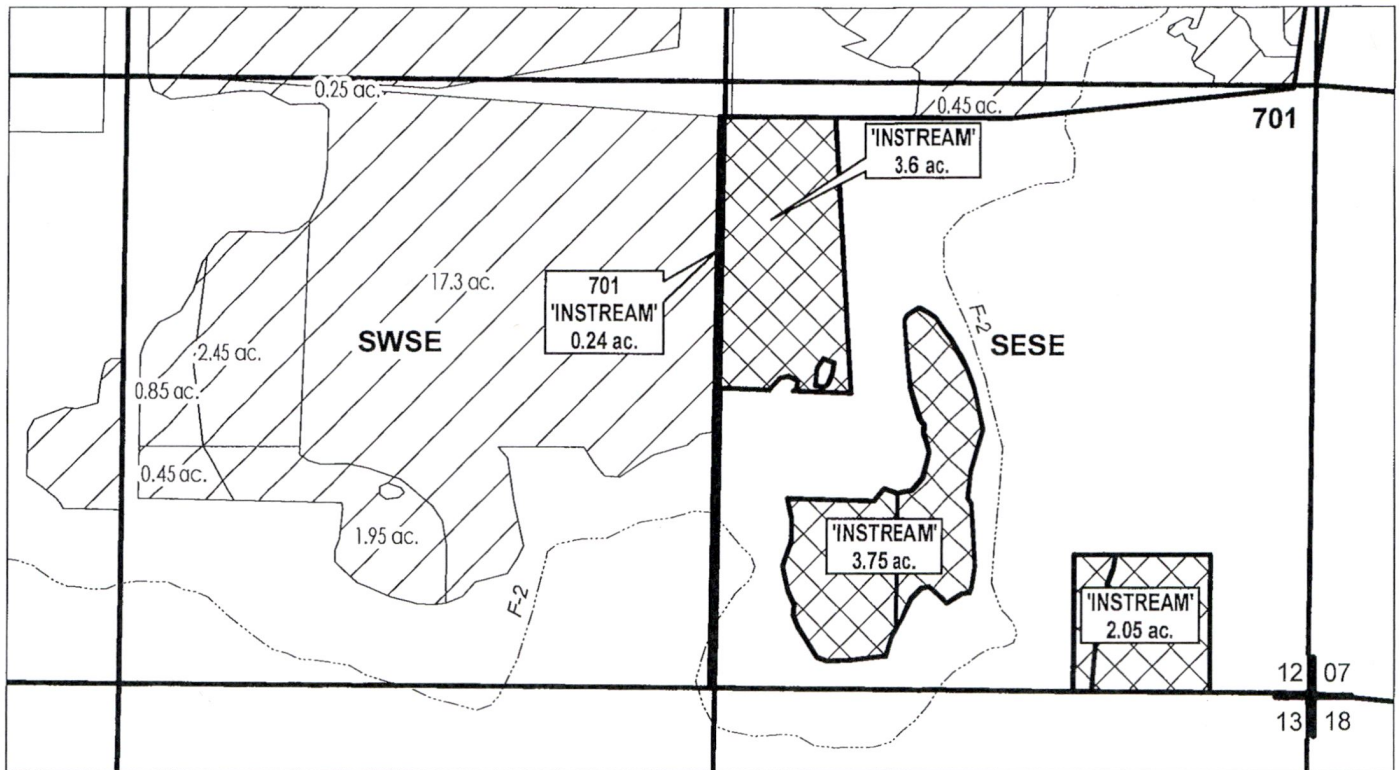 0.25 ac.
0.45 ac.
701
'INSTREAM'
3.6 ac.
17.3 ac.
701
'INSTREAM'
0.24 ac.
SWSE
SESE
F-2
2.45 ac.
0.85 ac.
0.45 ac.
1.95 ac.
'INSTREAM'
3.75 ac.
F-2
'INSTREAM'
2.05 ac.
12 07
13 18